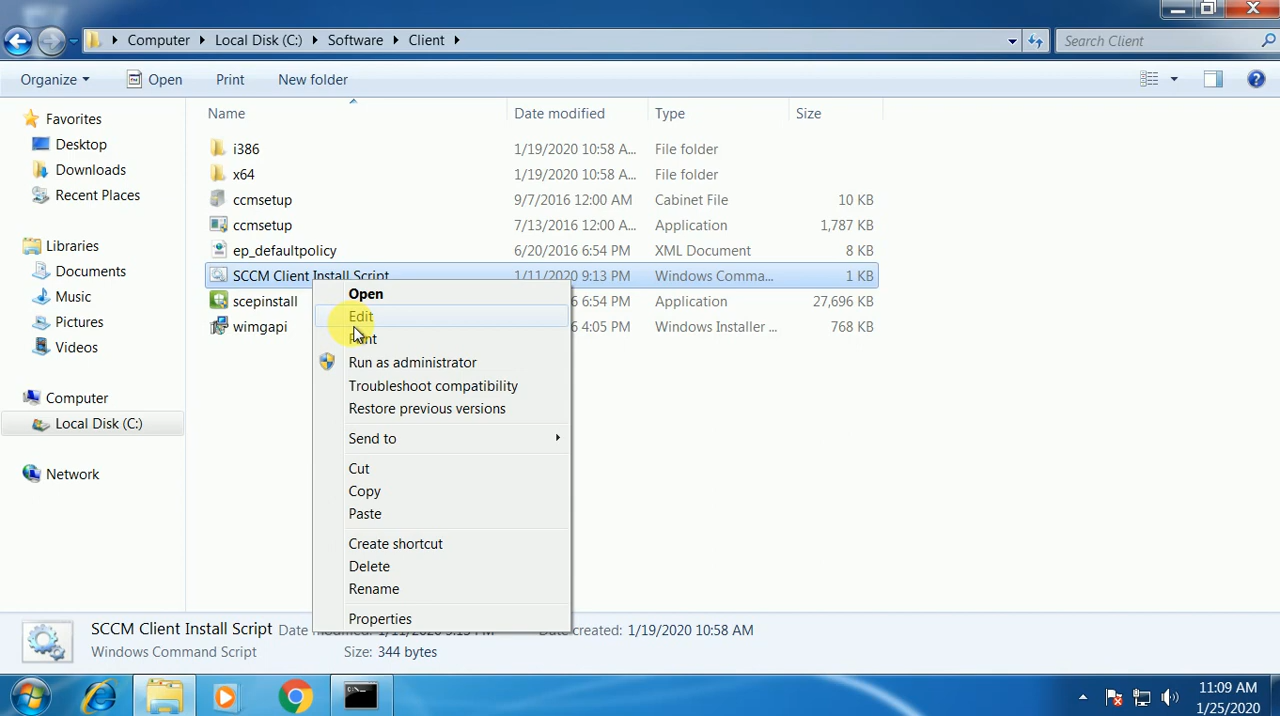 Computer Local Disk (C:) Software Client
Search Client
Organize Open Print New folder
Name Date modified Type Size
Favorites
Desktop
Downloads
Recent Places
Libraries
Documents
Music
Pictures
Videos
Computer
Local Disk (C:)
Network
i386 1/19/2020 10:58 A... File folder
x64 1/19/2020 10:58 A... File folder
ccmsetup 9/7/2016 12:00 AM Cabinet File 10 KB
ccmsetup 7/13/2016 12:00 A... Application 1,787 KB
ep_defaultpolicy 6/20/2016 6:54 PM XML Document 8 KB
SCCM Client Install Script 1/11/2020 9:13 PM Windows Comma... 1 KB
scepinstall 6:54 PM Application 27,696 KB
wimgapi 4:05 PM Windows Installer ... 768 KB
Open
Edit
Print
Run as administrator
Troubleshoot compatibility
Restore previous versions
Send to
Cut
Copy
Paste
Create shortcut
Delete
Rename
Properties
SCCM Client Install Script Date modified: 1/11/2020 9:13 PM Date created: 1/19/2020 10:58 AM
Windows Command Script Size: 344 bytes
11:09 AM
1/25/2020